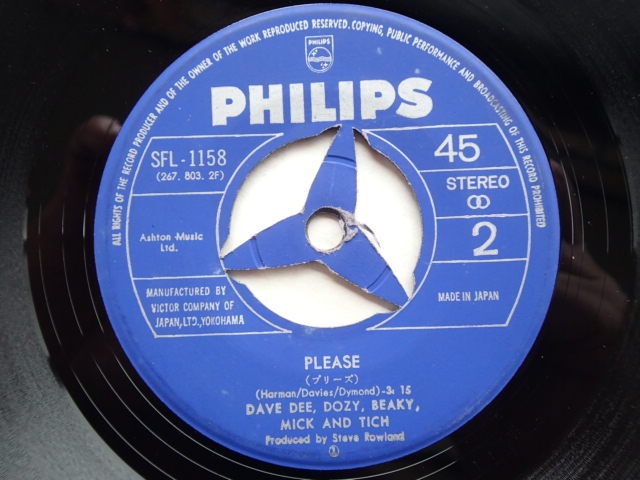 ALL RIGHTS OF THE RECORD PRODUCER AND OF THE OWNER OF THE WORK REPRODUCED RESERVED. COPYING, PUBLIC PERFORMANCE AND BROADCASTING OF THIS RECORD PROHIBITED
PHILIPS
PHILIPS
SFL-1158
(267. 803. 2F)
45
STEREO
2
Ashton Music
Ltd.
MANUFACTURED BY
VICTOR COMPANY OF
JAPAN, LTD., YOKOHAMA
MADE IN JAPAN
PLEASE
(プリーズ)
(Harman/Davies/Dymond)-3: 15
DAVE DEE, DOZY, BEAKY,
MICK AND TICH
Produced by Steve Rowland